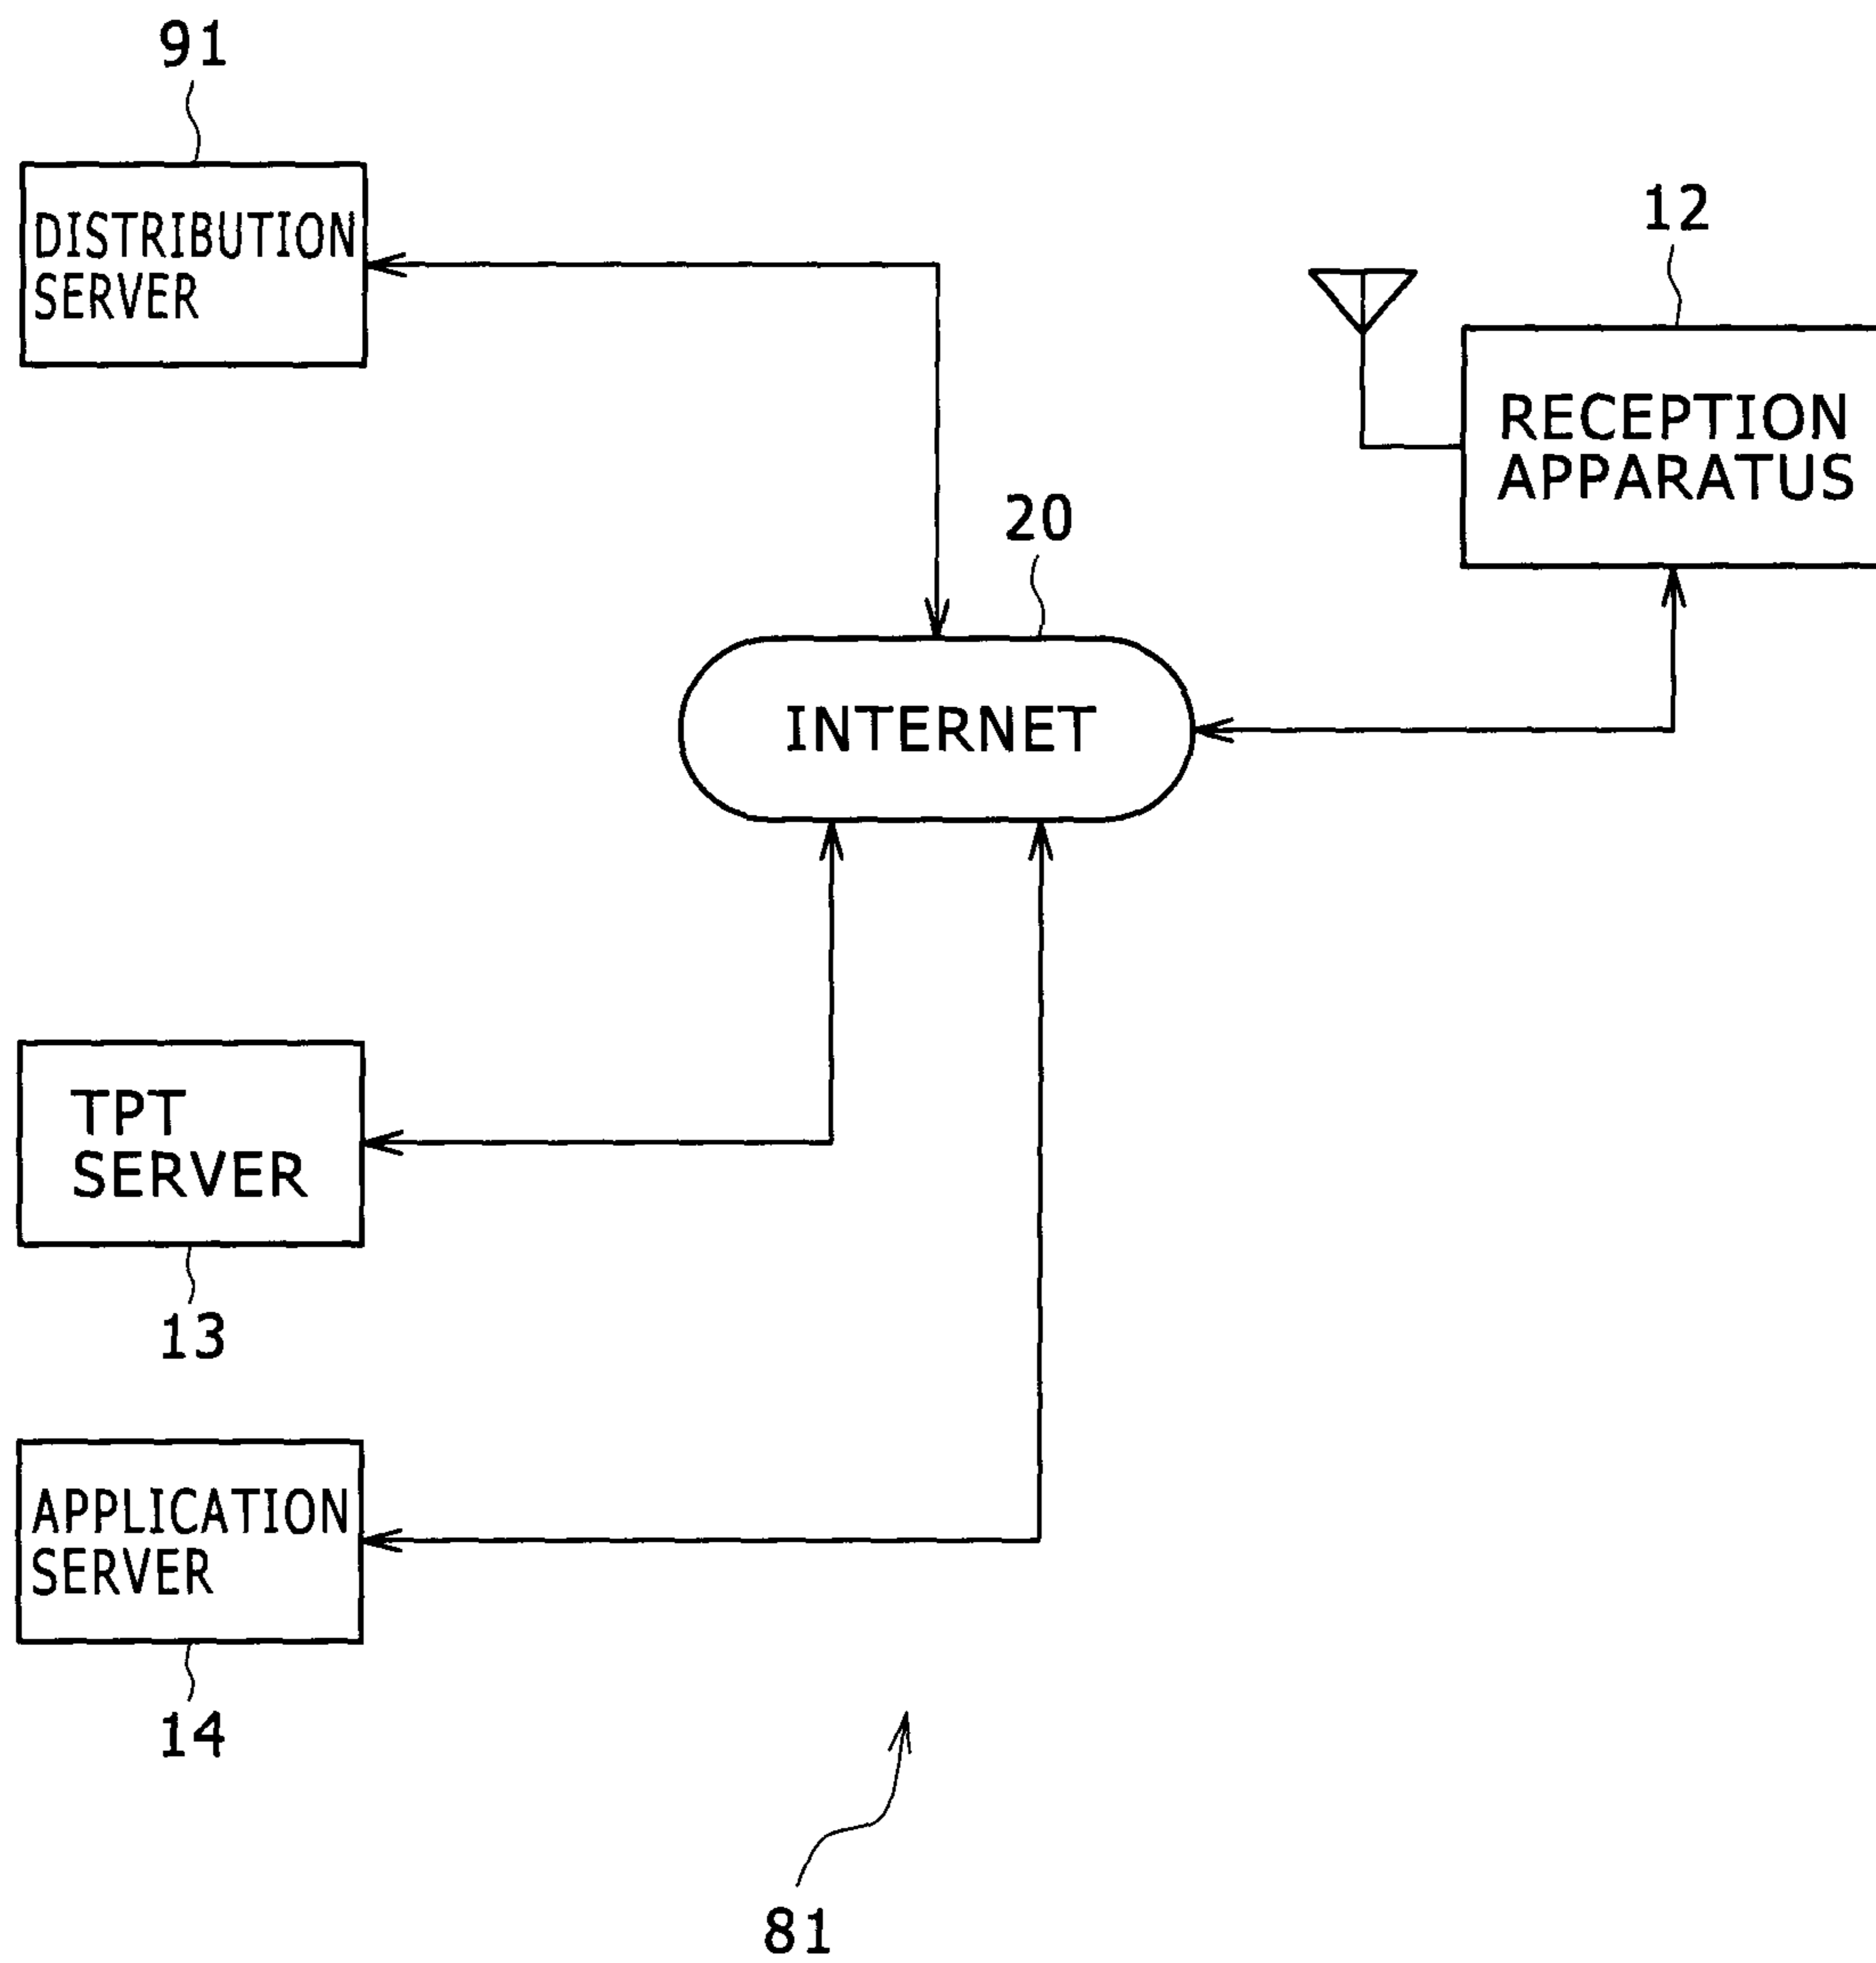 91
DISTRIBUTION
SERVER
12
RECEPTION
APPARATUS
20
INTERNET
TPT
SERVER
13
APPLICATION
SERVER
14
81